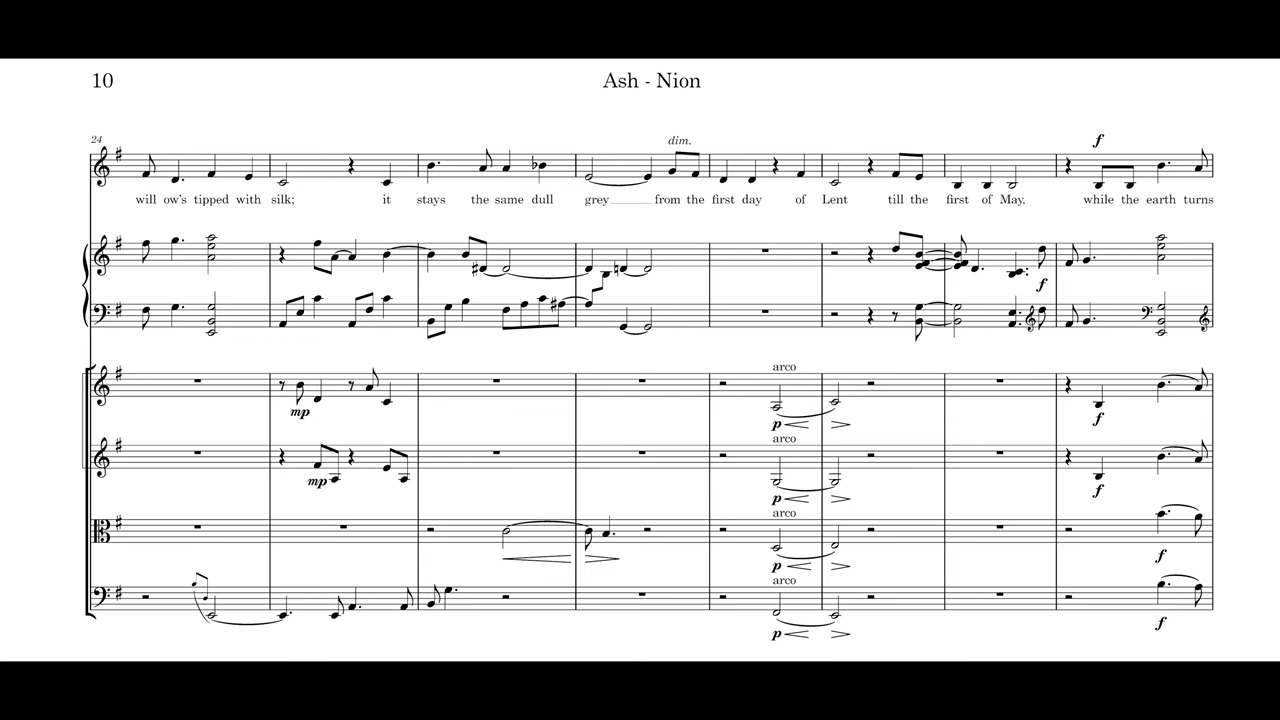 10
Ash - Nion
24
dim.
f
will ow's tipped with silk; it stays the same dull grey from the first day of Lent till the first of May, while the earth turns
f
arco
mp
p
f
arco
mp
p
f
arco
p
f
arco
p
f